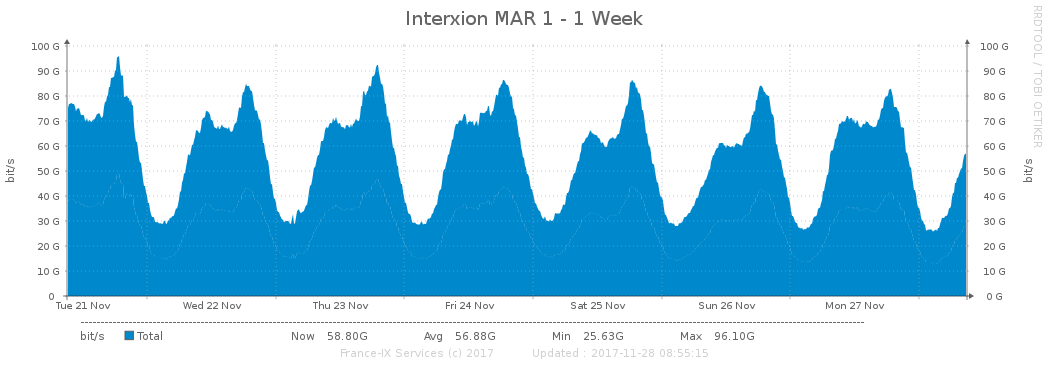 Interxion MAR 1 - 1 Week
RRDTOOL / TOBI OETIKER
100 G 100 G
90 G 90 G
80 G 80 G
70 G 70 G
60 G 60 G
50 G 50 G
40 G 40 G
30 G 30 G
20 G 20 G
10 G 10 G
0 0 G
bit/s bit/s
Tue 21 Nov Wed 22 Nov Thu 23 Nov Fri 24 Nov Sat 25 Nov Sun 26 Nov Mon 27 Nov
bit/s Total Now 58.80G Avg 56.88G Min 25.63G Max 96.10G
France-IX Services (c) 2017 Updated : 2017-11-28 08:55:15